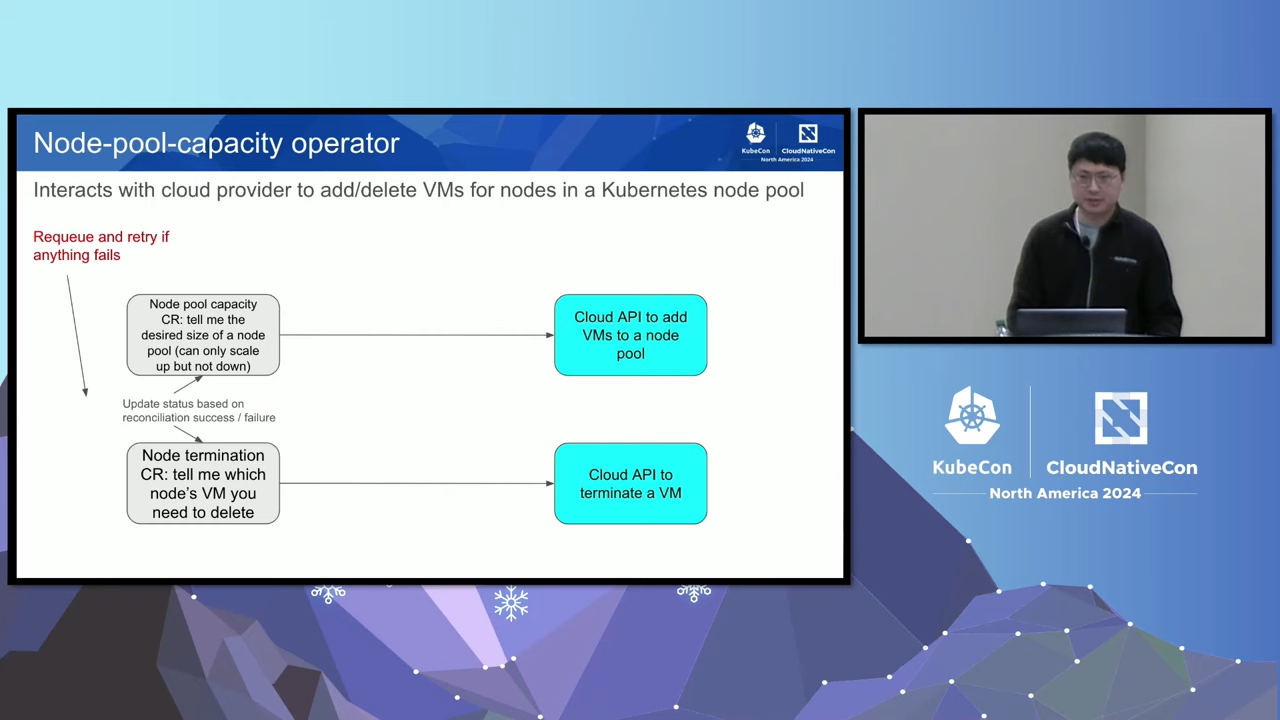 Node-pool-capacity operator
KubeCon
CloudNativeCon
North America 2024
Interacts with cloud provider to add/delete VMs for nodes in a Kubernetes node pool
Requeue and retry if
anything fails
Node pool capacity
CR: tell me the
desired size of a node
pool (can only scale
up but not down)
Cloud API to add
VMs to a node
pool
Update status based on
reconciliation success / failure
Node termination
CR: tell me which
node's VM you
need to delete
Cloud API to
terminate a VM
KubeCon
CloudNativeCon
North America 2024